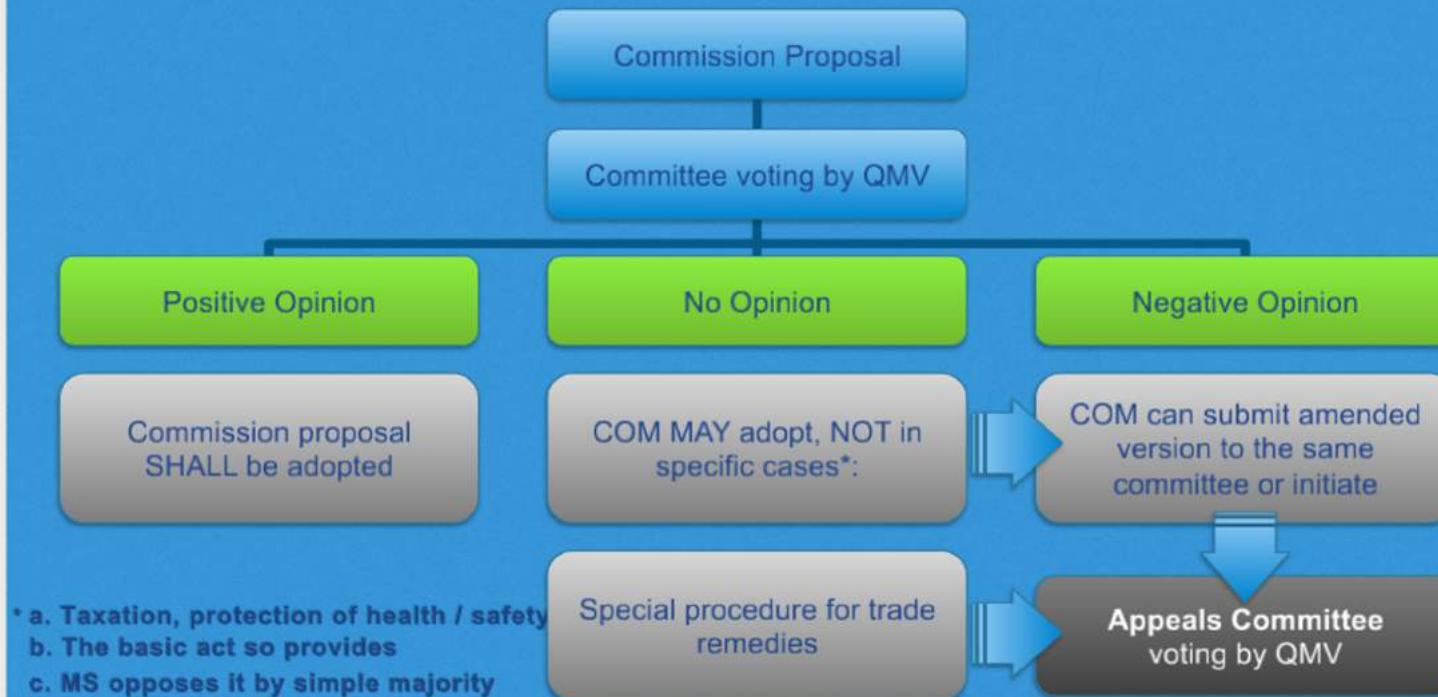 Commission Proposal
Committee voting by QMV
Positive Opinion
No Opinion
Negative Opinion
Commission proposal
SHALL be adopted
COM MAY adopt, NOT in
specific cases*:
COM can submit amended
version to the same
committee or initiate
* a. Taxation, protection of health / safety
b. The basic act so provides
c. MS opposes it by simple majority
Special procedure for trade
remedies
Appeals Committee
voting by QMV